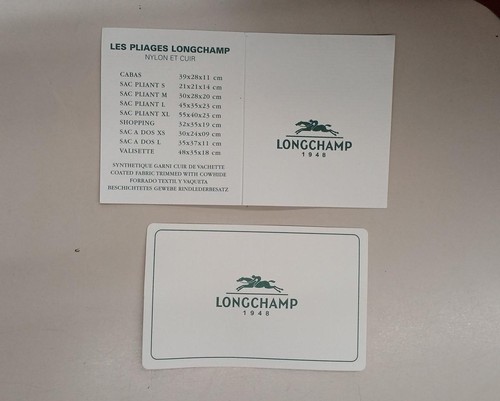 LES PLIAGES LONGCHAMP
NYLON ET CUIR
CABAS 39x28x11 cm
SAC PLIANT S 21x21x14 cm
SAC PLIANT M 30x28x20 cm
SAC PLIANT L 45x35x23 cm
SAC PLIANT XL 55x40x23 cm
SHOPPING 32x35x19 cm
SAC A DOS XS 30x24x09 cm
SAC A DOS L 35x37x11 cm
VALISETTE 48x35x18 cm
SYNTHETIQUE GARNI CUIR DE VACHETTE
COATED FABRIC TRIMMED WITH COWHIDE
FORRADO TEXTIL Y VAQUETA
BESCHICHTETES GEWEBE RINDLEDERBESATZ
LONGCHAMP
1948
LONGCHAMP
1948